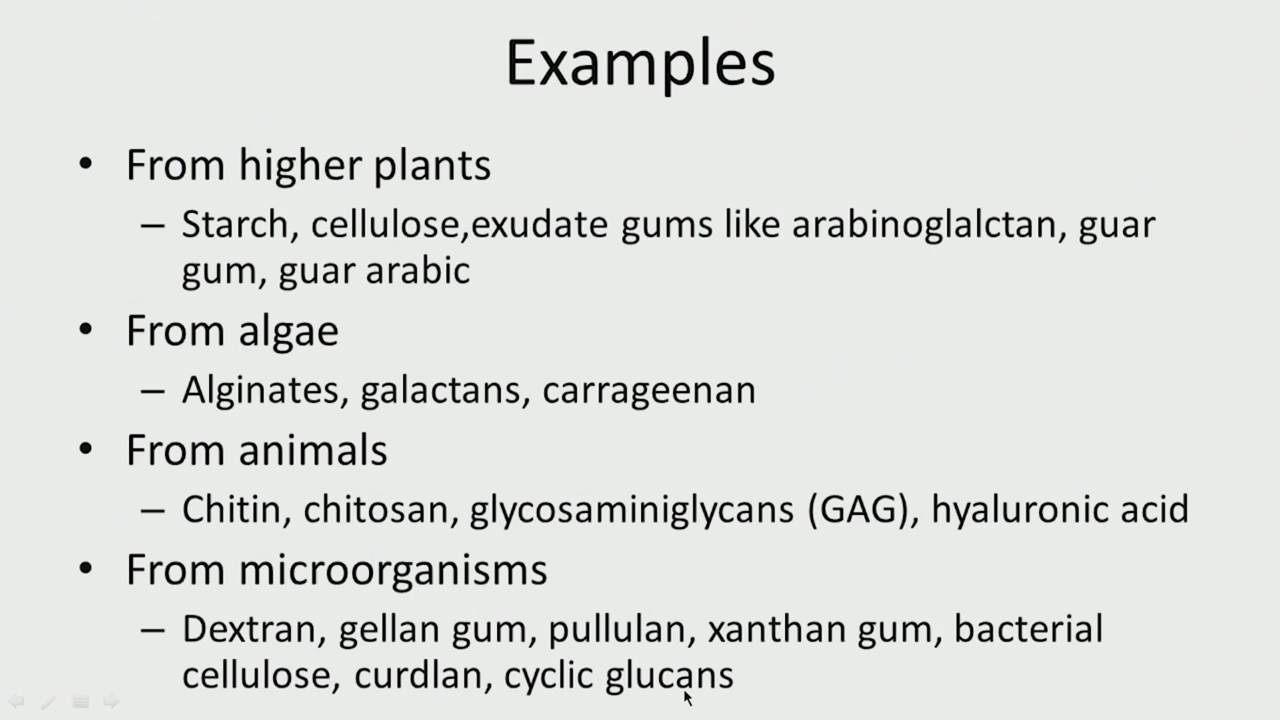 Examples
• From higher plants
– Starch, cellulose,exudate gums like arabinoglalctan, guar
gum, guar arabic
• From algae
– Alginates, galactans, carrageenan
• From animals
– Chitin, chitosan, glycosaminiglycans (GAG), hyaluronic acid
• From microorganisms
– Dextran, gellan gum, pullulan, xanthan gum, bacterial
cellulose, curdlan, cyclic glucans